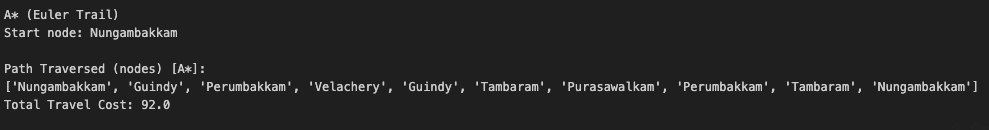 A* (Euler Trail)
Start node: Nungambakkam
Path Traversed (nodes) [A*]:
['Nungambakkam', 'Guindy', 'Perumbakkam', 'Velachery', 'Guindy', 'Tambaram', 'Purasawalkam', 'Perumbakkam', 'Tambaram', 'Nungambakkam']
Total Travel Cost: 92.0